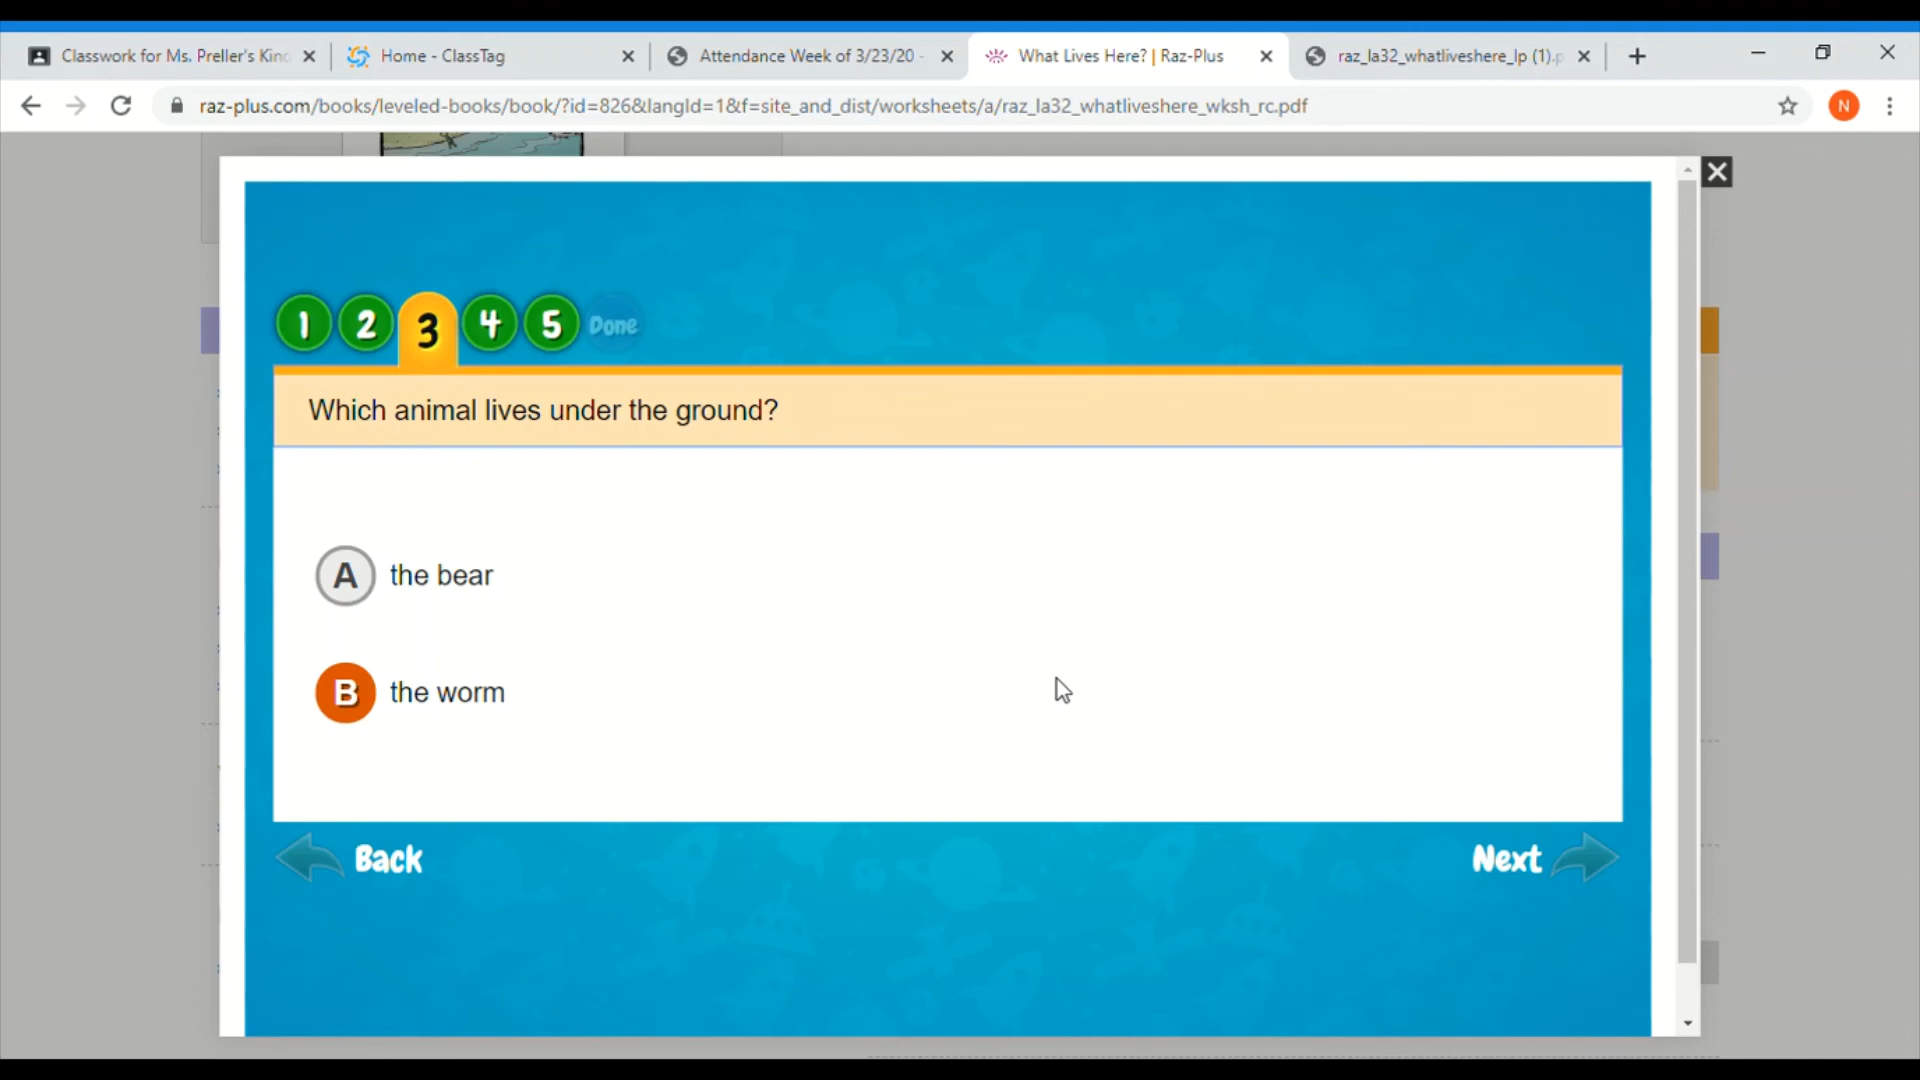 Classwork for Ms. Preller's Kind
Home - ClassTag
Attendance Week of 3/23/20 -
What Lives Here? | Raz-Plus
raz_la32_whatliveshere_lp (1).p
raz-plus.com/books/leveled-books/book/?id=826&langId=1&f=site_and_dist/worksheets/a/raz_la32_whatliveshere_wksh_rc.pdf
N
1 2 3 4 5 Done
Which animal lives under the ground?
A the bear
B the worm
Back
Next